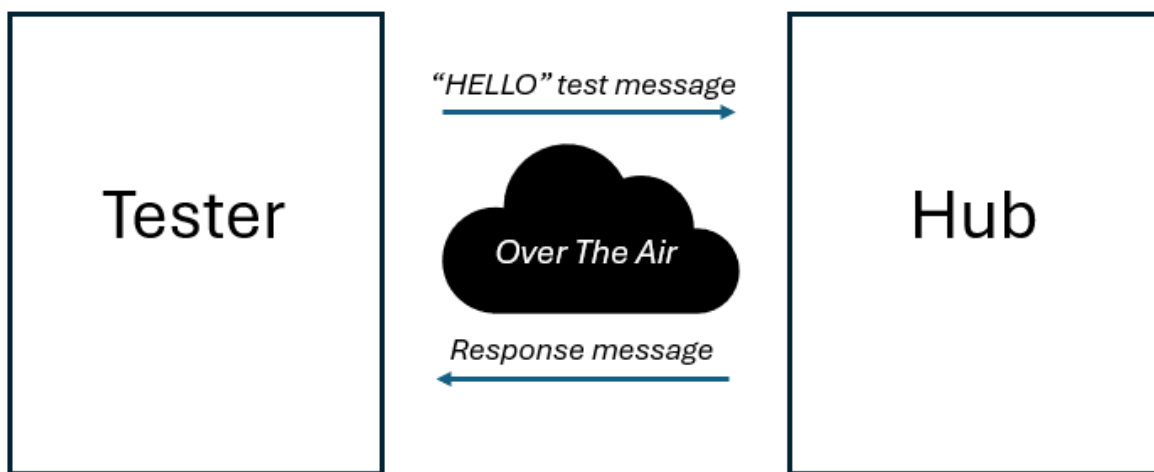 “HELLO” test message
Tester
Over The Air
Hub
Response message